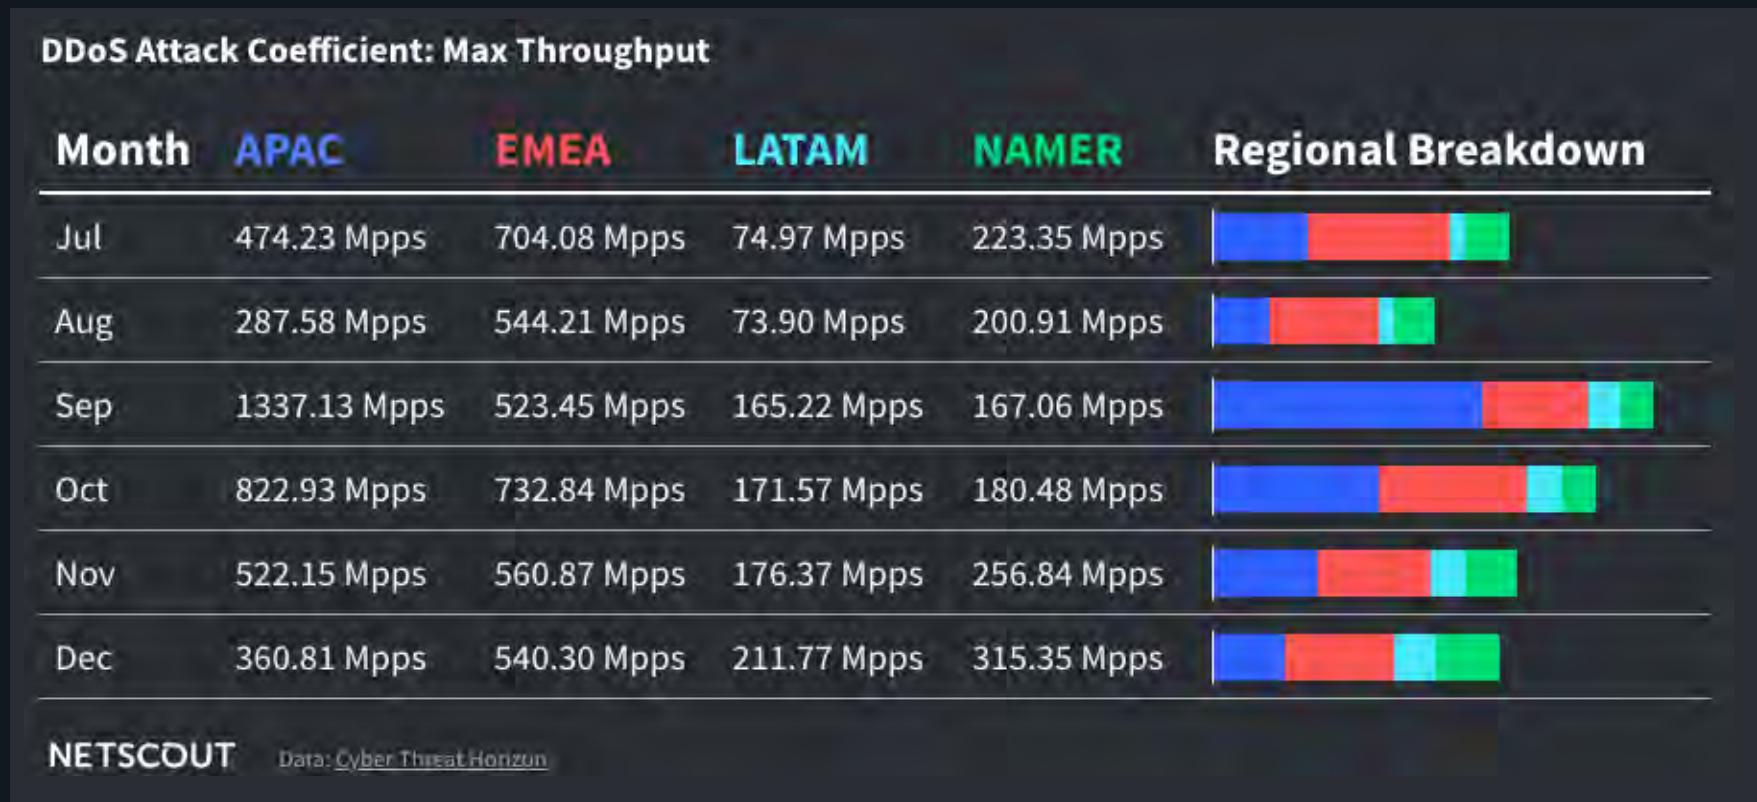 DDoS Attack Coefficient: Max Throughput
Month APAC EMEA LATAM NAMER Regional Breakdown
Jul 474.23 Mpps 704.08 Mpps 74.97 Mpps 223.35 Mpps
Aug 287.58 Mpps 544.21 Mpps 73.90 Mpps 200.91 Mpps
Sep 1337.13 Mpps 523.45 Mpps 165.22 Mpps 167.06 Mpps
Oct 822.93 Mpps 732.84 Mpps 171.57 Mpps 180.48 Mpps
Nov 522.15 Mpps 560.87 Mpps 176.37 Mpps 256.84 Mpps
Dec 360.81 Mpps 540.30 Mpps 211.77 Mpps 315.35 Mpps
NETSCOUT Data: Cyber Threat Horizon